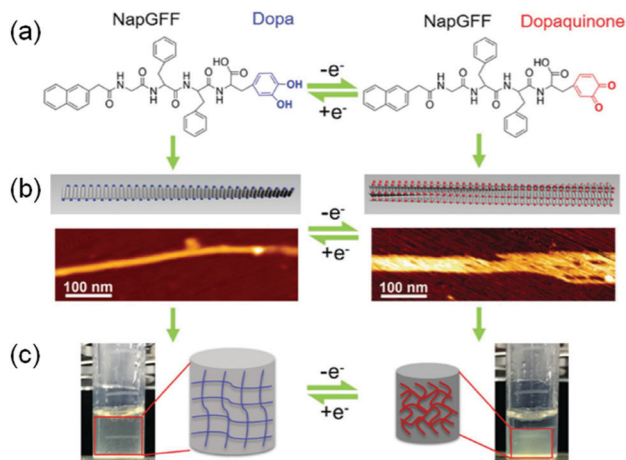 (a)
NapGFF Dopa
NapGFF Dopaquinone
O
H
N
O
N
H
O
H
N
O
N
H
HO
O
OH
OH
-e⁻
+e⁻
O
H
N
O
N
H
O
H
N
O
N
H
HO
O
O
O
(b)
-e⁻
+e⁻
100 nm
100 nm
(c)
-e⁻
+e⁻